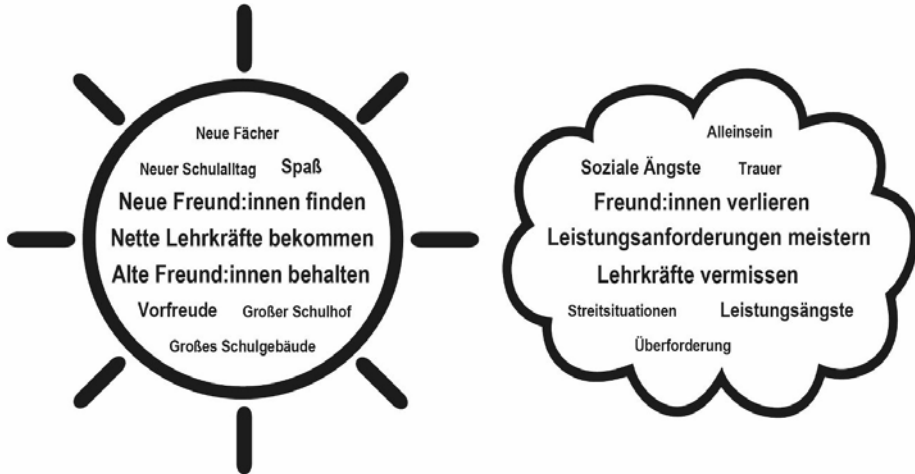 Neue Fächer
Neuer Schulalltag Spaß
Neue Freund:innen finden
Nette Lehrkräfte bekommen
Alte Freund:innen behalten
Vorfreude Großer Schulhof
Großes Schulgebäude
Alleinsein
Soziale Ängste Trauer
Freund:innen verlieren
Leistungsanforderungen meistern
Lehrkräfte vermissen
Streitsituationen Leistungsängste
Überforderung